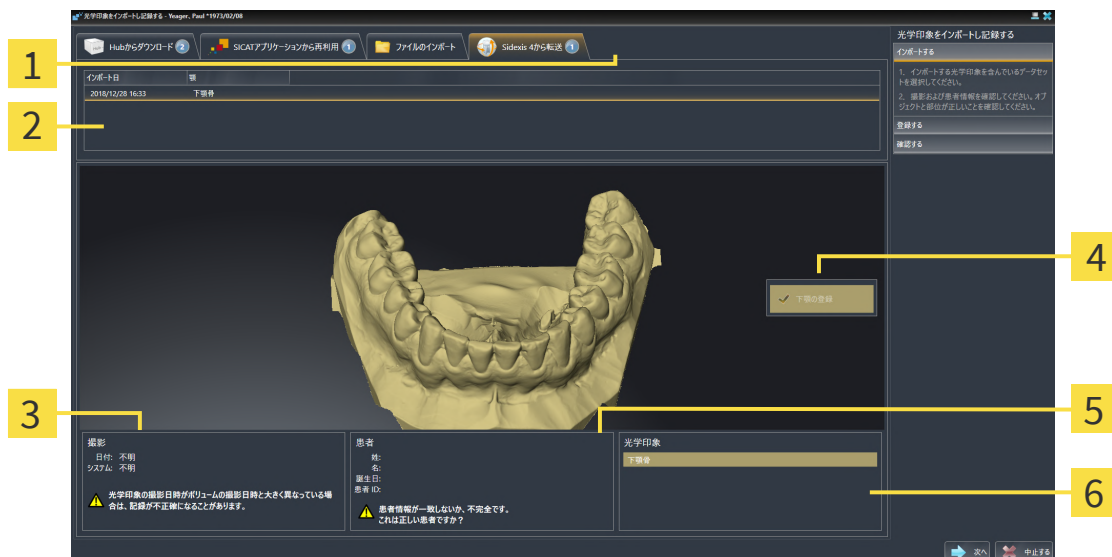 光学印象をインポートし記録する - Yeager, Paul *1973/02/08
Hubからダウンロード 2
SICATアプリケーションから再利用 1
ファイルのインポート
Sidexis 4から転送 1
インポート日 顎
2018/12/28 16:33 下顎骨
光学印象をインポートし記録する
インポートする
1. インポートする光学印象を含んでいるデータセッ
トを選択してください。
2. 撮影および患者情報を確認してください。オブ
ジェクトと部位が正しいことを確認してください。
登録する
確認する
下顎の登録
撮影
日付: 不明
システム: 不明
光学印象の撮影日時がボリュームの撮影日時と大きく異なっている場
合は、記録が不正確になることがあります。
患者
姓:
名:
誕生日:
患者 ID:
患者情報が一致しないか、不完全です。
これは正しい患者ですか？
光学印象
下顎骨
次へ
中止する
1
2
3
4
5
6